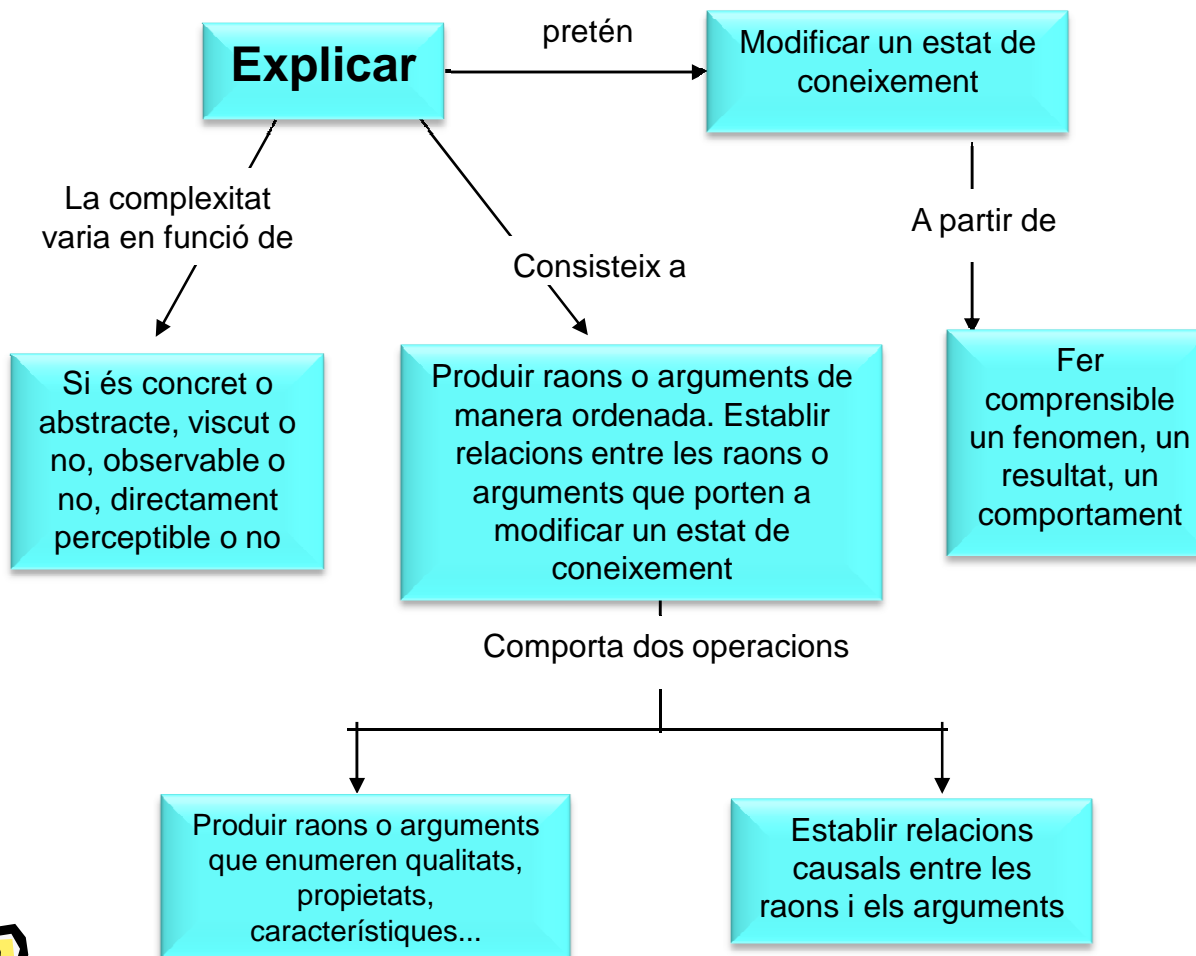 Explicar
pretén
Modificar un estat de
coneixement
La complexitat
varia en funció de
Consisteix a
A partir de
Si és concret o
abstracte, viscut o
no, observable o
no, directament
perceptible o no
Produir raons o arguments de
manera ordenada. Establir
relacions entre les raons o
arguments que porten a
modificar un estat de
coneixement
Fer
comprensible
un fenomen, un
resultat, un
comportament
Comporta dos operacions
Produir raons o arguments
que enumeren qualitats,
propietats,
característiques...
Establir relacions
causals entre les
raons i els arguments